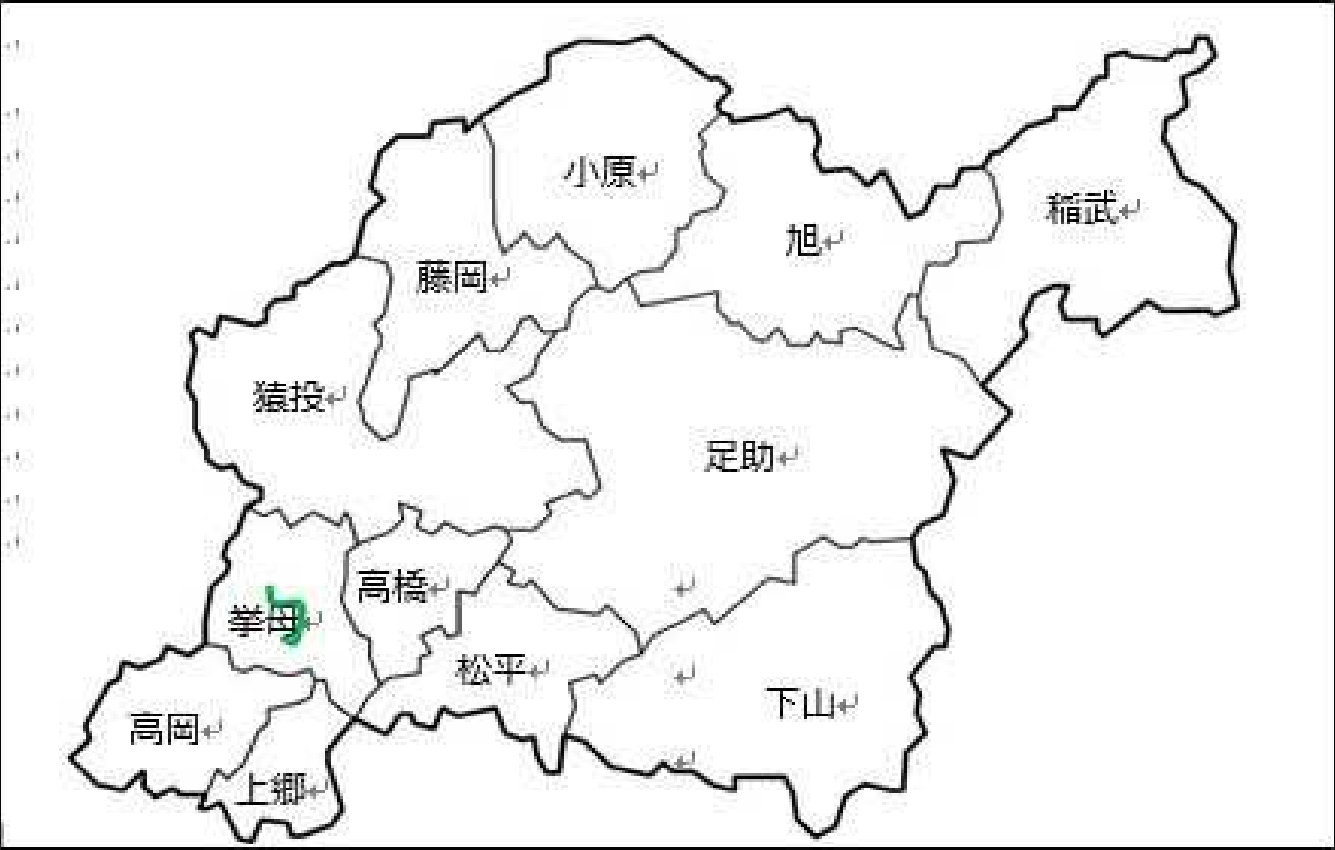 小原
稲武
旭
藤岡
猿投
足助
高橋
挙母
松平
下山
高岡
上郷